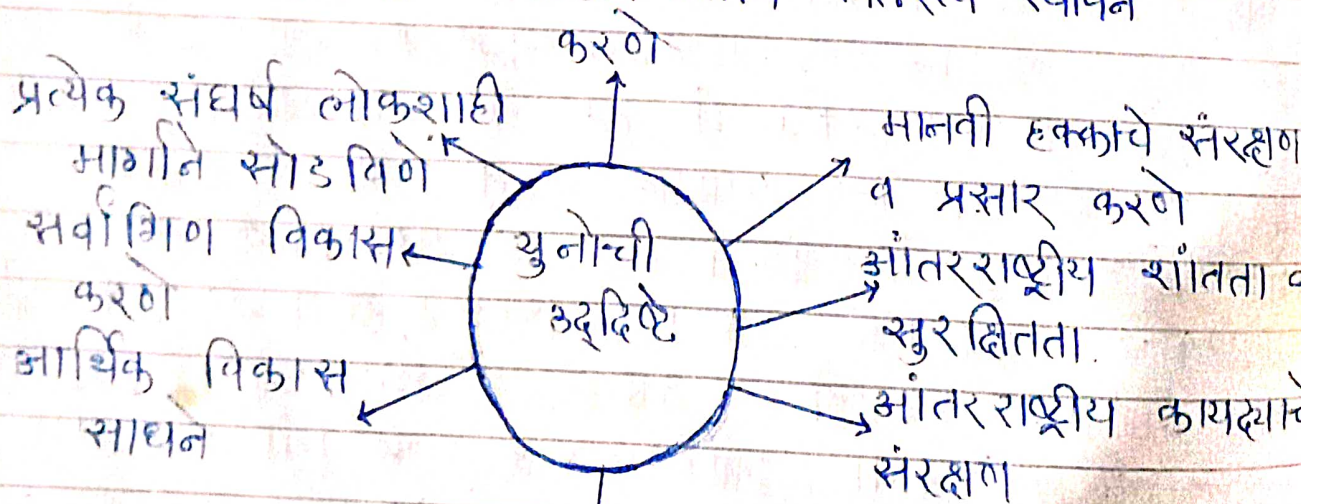 करणे
प्रत्येक संघर्ष लोकशाही
मार्गाने सोडविणे
सर्वांगिण विकास
करणे
आर्थिक विकास
साधने
युनोची
उद्दिष्टे
मानवी हक्काचे संरक्षण
व प्रसार करणे
आंतरराष्ट्रीय शांतता व
सुरक्षितता.
आंतरराष्ट्रीय कायद्याचे
संरक्षण